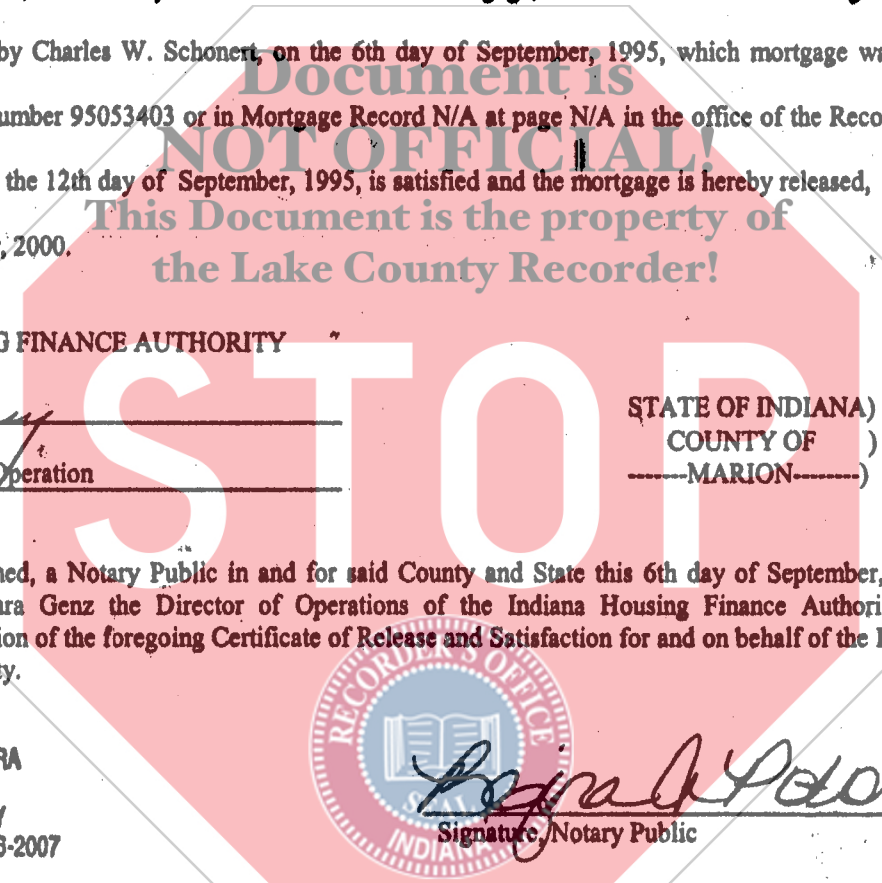 by Charles W. Schonert, on the 6th day of September, 1995, which mortgage wa
Document is
umber 95053403 or in Mortgage Record N/A at page N/A in the office of the Reco
NOT OFFICIAL!
the 12th day of September, 1995, is satisfied and the mortgage is hereby released,
This Document is the property of
, 2000.
the Lake County Recorder!
G FINANCE AUTHORITY
STOP
STATE OF INDIANA)
COUNTY OF )
Operation
-------MARION-------)
ned, a Notary Public in and for said County and State this 6th day of September,
ara Genz the Director of Operations of the Indiana Housing Finance Authori
ion of the foregoing Certificate of Release and Satisfaction for and on behalf of the I
ty.
RECORDER'S OFFICE
SEAL
INDIANA
RA
Y
6-2007
Regina A
Signature, Notary Public